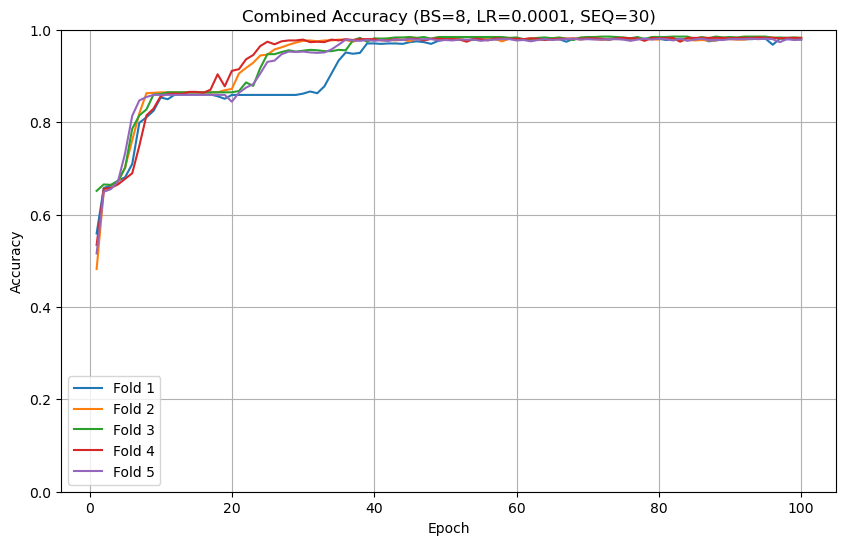 Combined Accuracy (BS=8, LR=0.0001, SEQ=30)
1.0
0.8
0.6
0.4
0.2
0.0
Accuracy
Fold 1
Fold 2
Fold 3
Fold 4
Fold 5
0 20 40 60 80 100
Epoch